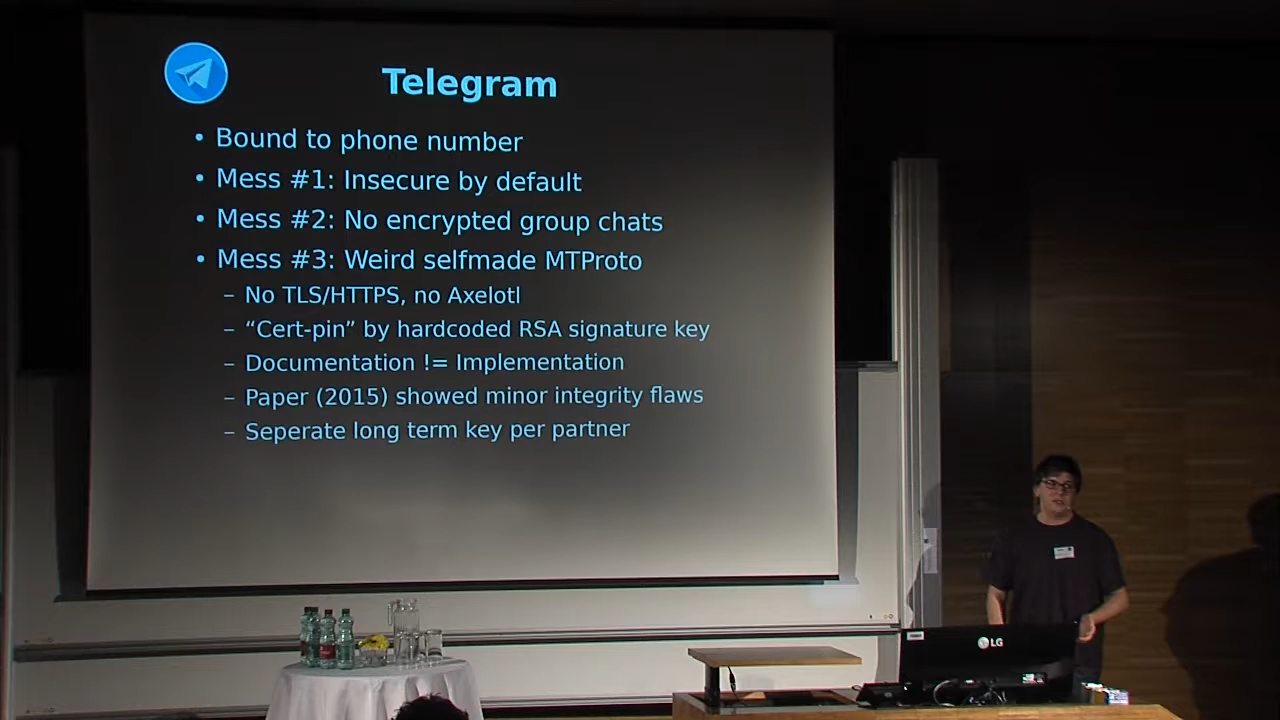 Telegram
• Bound to phone number
• Mess #1: Insecure by default
• Mess #2: No encrypted group chats
• Mess #3: Weird selfmade MTProto
– No TLS/HTTPS, no Axelotl
– “Cert-pin” by hardcoded RSA signature key
– Documentation != Implementation
– Paper (2015) showed minor integrity flaws
– Seperate long term key per partner
LG